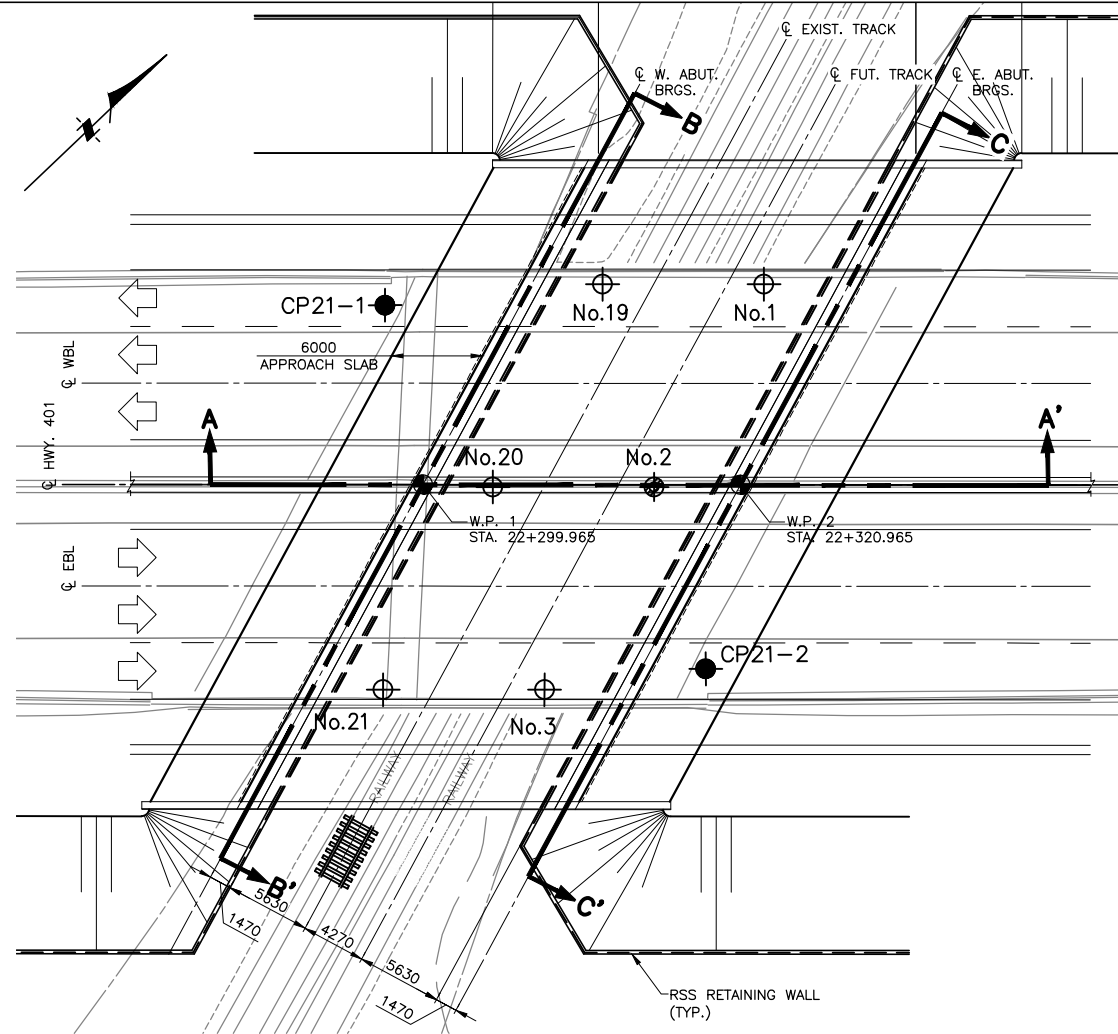 ℄ EXIST. TRACK
℄ W. ABUT.
BRGS.
℄ FUT. TRACK
℄ E. ABUT.
BRGS.
N
B
C
CP21-1
No.19
No.1
6000
APPROACH SLAB
℄ WBL
A
A'
℄ HWY. 401
No.20
No.2
W.P. 1
STA. 22+299.965
W.P. 2
STA. 22+320.965
℄ EBL
CP21-2
No.21
No.3
RAILWAY
RAILWAY
B'
C'
5630
1470
4270
5630
1470
RSS RETAINING WALL
(TYP.)